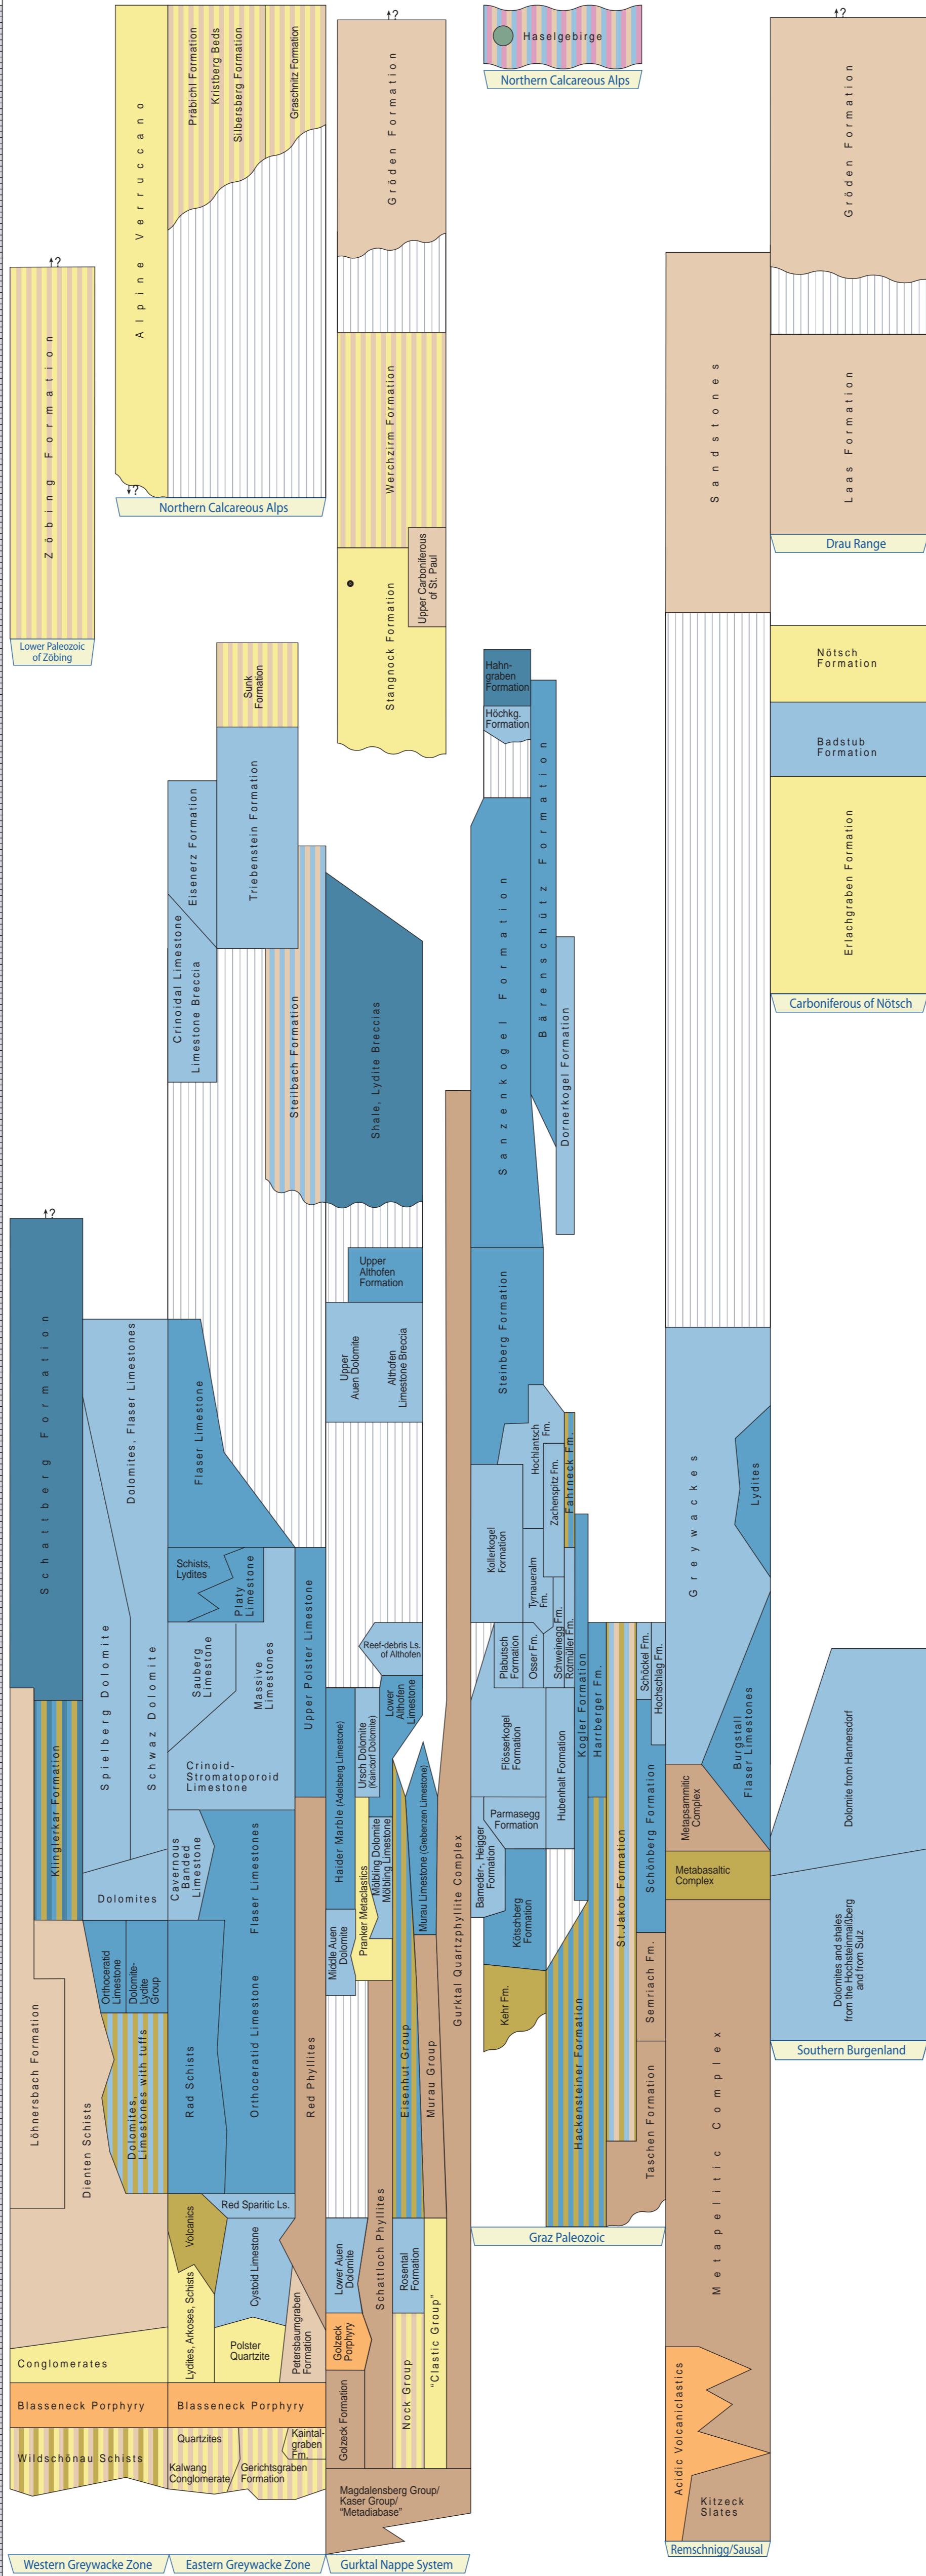 ?
Zöbing Formation
Lower Paleozoic
of Zöbing
Alpine Verruccano
?
Präbichl Formation
Kristberg Beds
Silbersberg Formation
Graschnitz Formation
Northern Calcareous Alps
?
Gröden Formation
Werchzirm Formation
Upper Carboniferous
of St. Paul
Stangnock Formation
Haselgebirge
Northern Calcareous Alps
?
Gröden Formation
Laas Formation
Drau Range
Sandstones
Nötsch
Formation
Badstub
Formation
Erlachgraben Formation
Carboniferous of Nötsch
Sunk
Formation
Triebenstein Formation
Eisenerz Formation
Crinoidal Limestone
Limestone Breccia
Steilbach Formation
Shale, Lydite Breccias
Hahn-
graben
Formation
Höchkg.
Formation
Sanzenkogel Formation
Bärenschütz Formation
Dornerkogel Formation
?
Schattberg Formation
Dolomites, Flaser Limestones
Flaser Limestone
Upper
Althofen
Formation
Upper
Auen Dolomite
Althofen
Limestone Breccia
Steinberg Formation
Hochlantsch
Fm.
Zachenspitz Fm.
Fahrneck Fm.
Kollerkogel
Formation
Tyrnaueralm
Fm.
Schweinegg Fm.
Rotmüller Fm.
Plabutsch
Formation
Osser Fm.
Kogler Formation
Harrberger Fm.
Schöckel Fm.
Hochschlag Fm.
Greywackes
Lydites
Schists,
Lydites
Platy
Limestone
Sauberg
Limestone
Massive
Limestones
Upper Polster Limestone
Reef-debris Ls.
of Althofen
Lower
Althofen
Limestone
Spielberg Dolomite
Schwaz Dolomite
Klinglerkar Formation
Crinoid-
Stromatoporoid
Limestone
Haider Marble (Adelsberg Limestone)
Ursch Dolomite
(Kaindorf Dolomite)
Flösserkogel
Formation
Hubenhalt Formation
Parmasegg
Formation
Bameder-, Heigger
Formation
Kötschberg
Formation
Kehr Fm.
Hackensteiner Formation
St.Jakob Formation
Schönberg Formation
Semriach Fm.
Taschen Formation
Graz Paleozoic
Burgstall
Flaser Limestones
Metapsammitic
Complex
Metabasaltic
Complex
Dolomite from Hannersdorf
Dolomites and shales
from the Hochsteinmaißberg
and from Sulz
Southern Burgenland
Dolomites
Cavernous
Banded
Limestone
Flaser Limestones
Orthoceratid
Limestone
Dolomite-
Lydite
Group
Dolomites,
Limestones with tuffs
Löhnersbach Formation
Dienten Schists
Rad Schists
Orthoceratid Limestone
Red Phyllites
Middle Auen
Dolomite
Pranker Metaclastics
Mölbling Dolomite
Mölbling Limestone
Murau Limestone (Grebenzen Limestone)
Gurktal Quartzphyllite Complex
Eisenhut Group
Murau Group
Schattloch Phyllites
Red Sparitic Ls.
Volcanics
Cystoid Limestone
Lydites, Arkoses, Schists
Polster
Quartzite
Petersbaumgraben
Formation
Lower Auen
Dolomite
Rosental
Formation
Golzeck
Porphyry
Golzeck Formation
Nock Group
"Clastic Group"
Metapelitic Complex
Acidic Volcaniclastics
Kitzeck
Slates
Remschnigg/Sausal
Conglomerates
Blasseneck Porphyry
Blasseneck Porphyry
Wildschönau Schists
Quartzites
Kalwang
Conglomerate
Gerichtsgraben
Formation
Kaintal-
graben
Fm.
Magdalensberg Group/
Kaser Group/
"Metadiabase"
Western Greywacke Zone
Eastern Greywacke Zone
Gurktal Nappe System